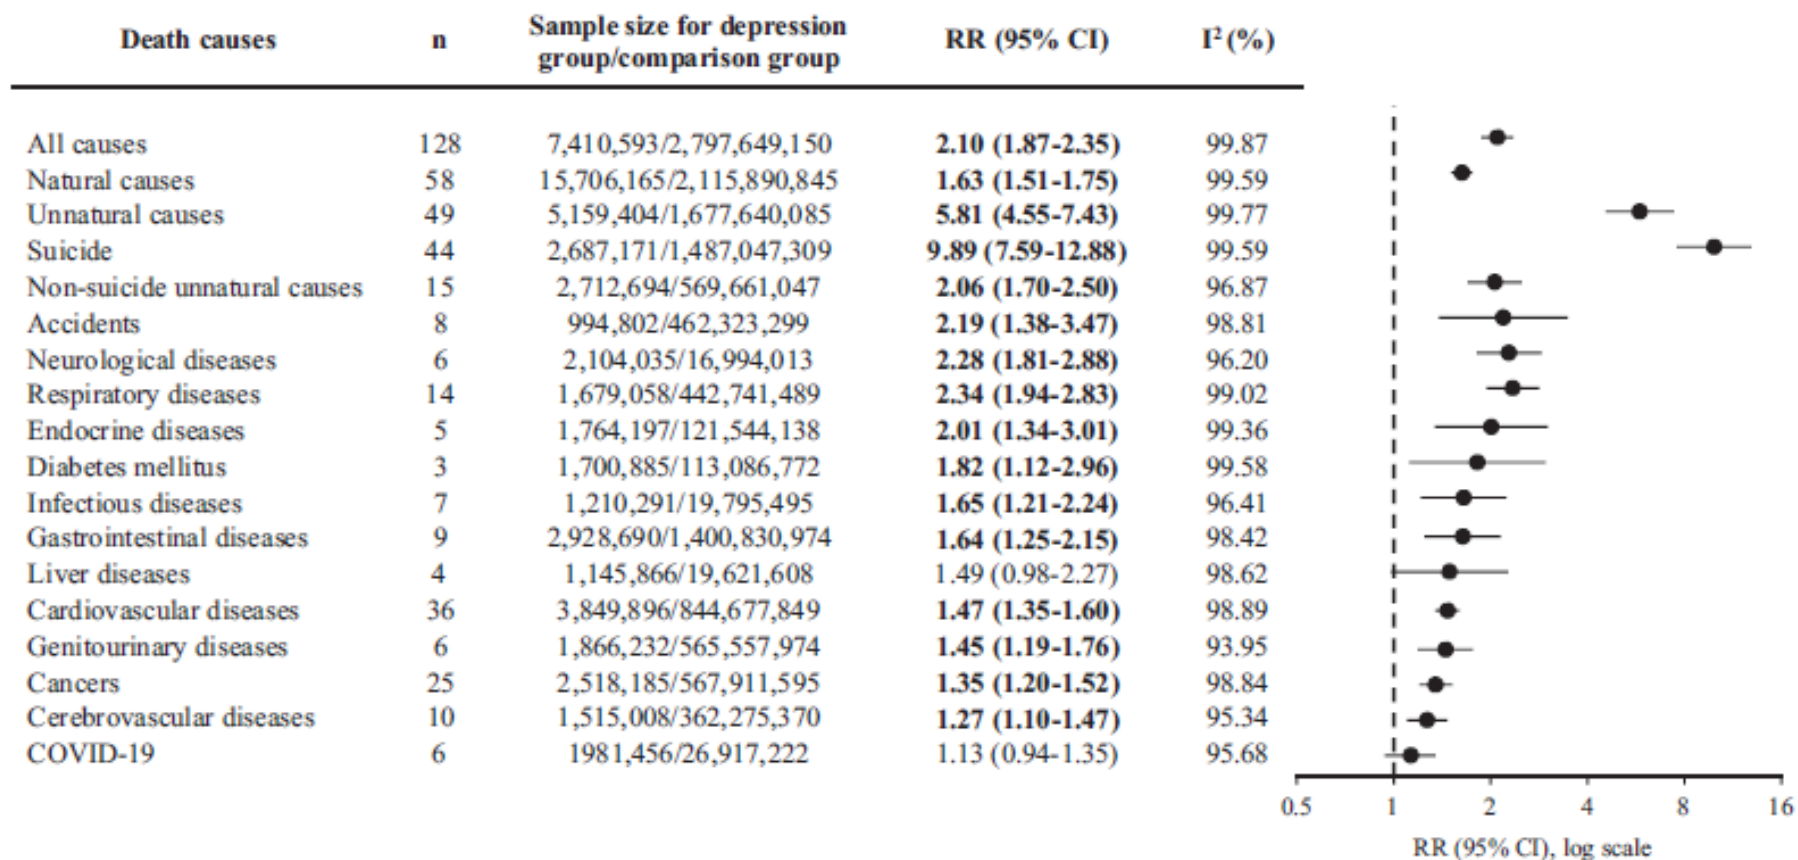 Death causes n Sample size for depression group/comparison group RR (95% CI) I² (%)
All causes 128 7,410,593/2,797,649,150 2.10 (1.87-2.35) 99.87
Natural causes 58 15,706,165/2,115,890,845 1.63 (1.51-1.75) 99.59
Unnatural causes 49 5,159,404/1,677,640,085 5.81 (4.55-7.43) 99.77
Suicide 44 2,687,171/1,487,047,309 9.89 (7.59-12.88) 99.59
Non-suicide unnatural causes 15 2,712,694/569,661,047 2.06 (1.70-2.50) 96.87
Accidents 8 994,802/462,323,299 2.19 (1.38-3.47) 98.81
Neurological diseases 6 2,104,035/16,994,013 2.28 (1.81-2.88) 96.20
Respiratory diseases 14 1,679,058/442,741,489 2.34 (1.94-2.83) 99.02
Endocrine diseases 5 1,764,197/121,544,138 2.01 (1.34-3.01) 99.36
Diabetes mellitus 3 1,700,885/113,086,772 1.82 (1.12-2.96) 99.58
Infectious diseases 7 1,210,291/19,795,495 1.65 (1.21-2.24) 96.41
Gastrointestinal diseases 9 2,928,690/1,400,830,974 1.64 (1.25-2.15) 98.42
Liver diseases 4 1,145,866/19,621,608 1.49 (0.98-2.27) 98.62
Cardiovascular diseases 36 3,849,896/844,677,849 1.47 (1.35-1.60) 98.89
Genitourinary diseases 6 1,866,232/565,557,974 1.45 (1.19-1.76) 93.95
Cancers 25 2,518,185/567,911,595 1.35 (1.20-1.52) 98.84
Cerebrovascular diseases 10 1,515,008/362,275,370 1.27 (1.10-1.47) 95.34
COVID-19 6 1981,456/26,917,222 1.13 (0.94-1.35) 95.68
0.5 1 2 4 8 16
RR (95% CI), log scale